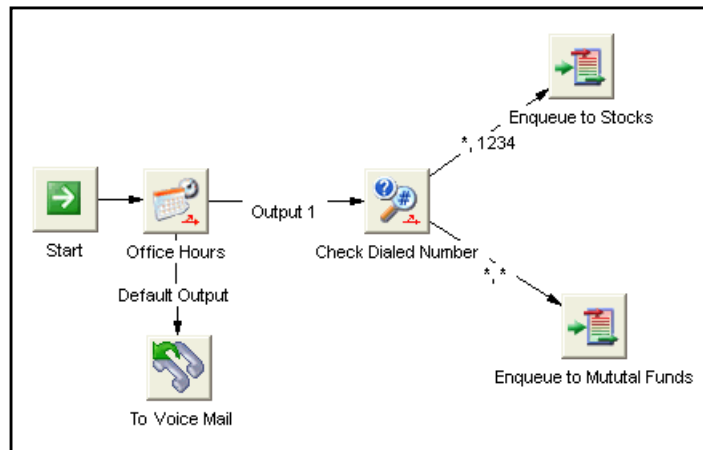 Enqueue to Stocks
*, 1234
Start
Office Hours
Output 1
Check Dialed Number
*, *
Default Output
Enqueue to Mututal Funds
To Voice Mail